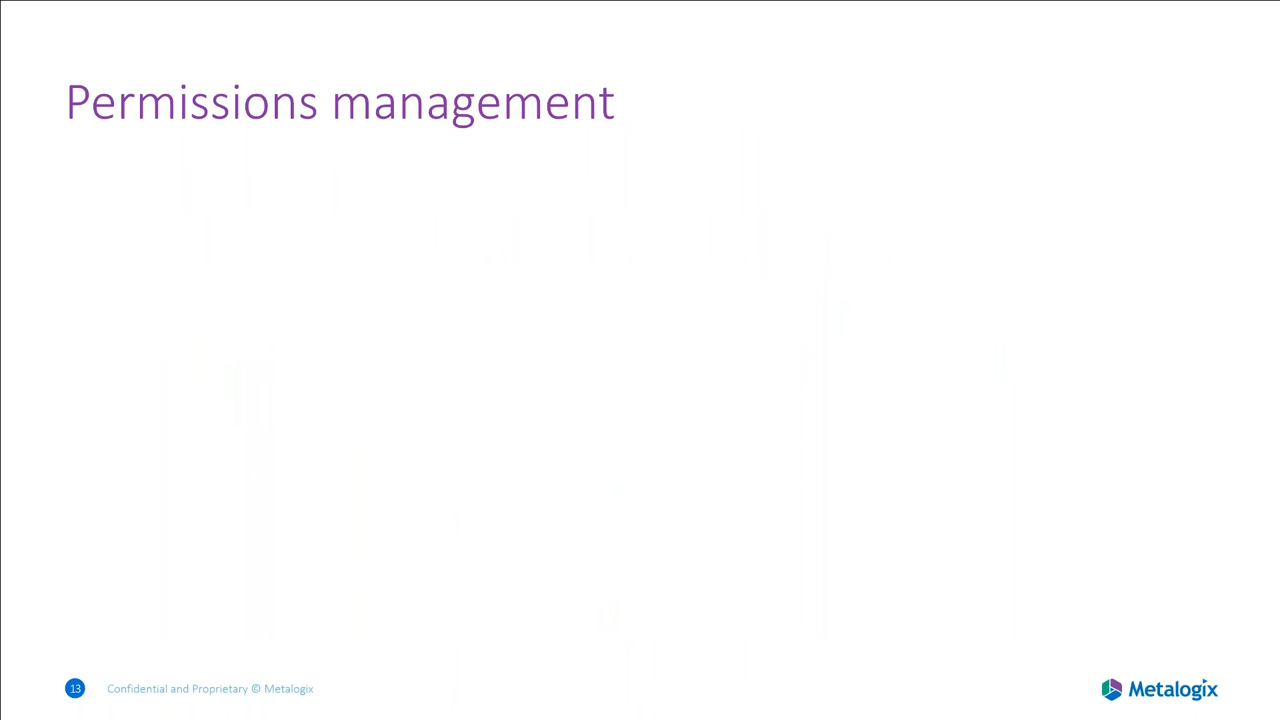 Permissions management
13
Confidential and Proprietary © Metalogix
Metalogix